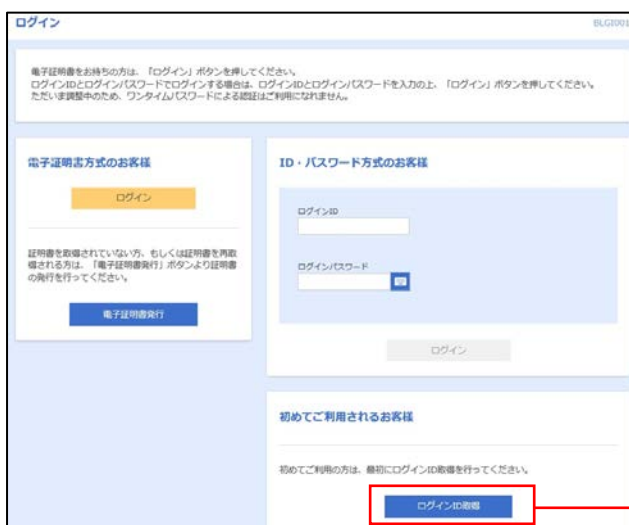 ログイン
BLGI001
電子証明書をお持ちの方は、「ログイン」ボタンを押してください。
ログインIDとログインパスワードでログインする場合は、ログインIDとログインパスワードを入力の上、「ログイン」ボタンを押してください。
ただいま調整中のため、ワンタイムパスワードによる認証はご利用になれません。
電子証明書方式のお客様
ログイン
証明書を取得されていない方、もしくは証明書を再取
得される方は、「電子証明書発行」ボタンより証明書
の発行を行ってください。
電子証明書発行
ID・パスワード方式のお客様
ログインID
ログインパスワード
ログイン
初めてご利用されるお客様
初めてご利用の方は、最初にログインID取得を行ってください。
ログインID取得